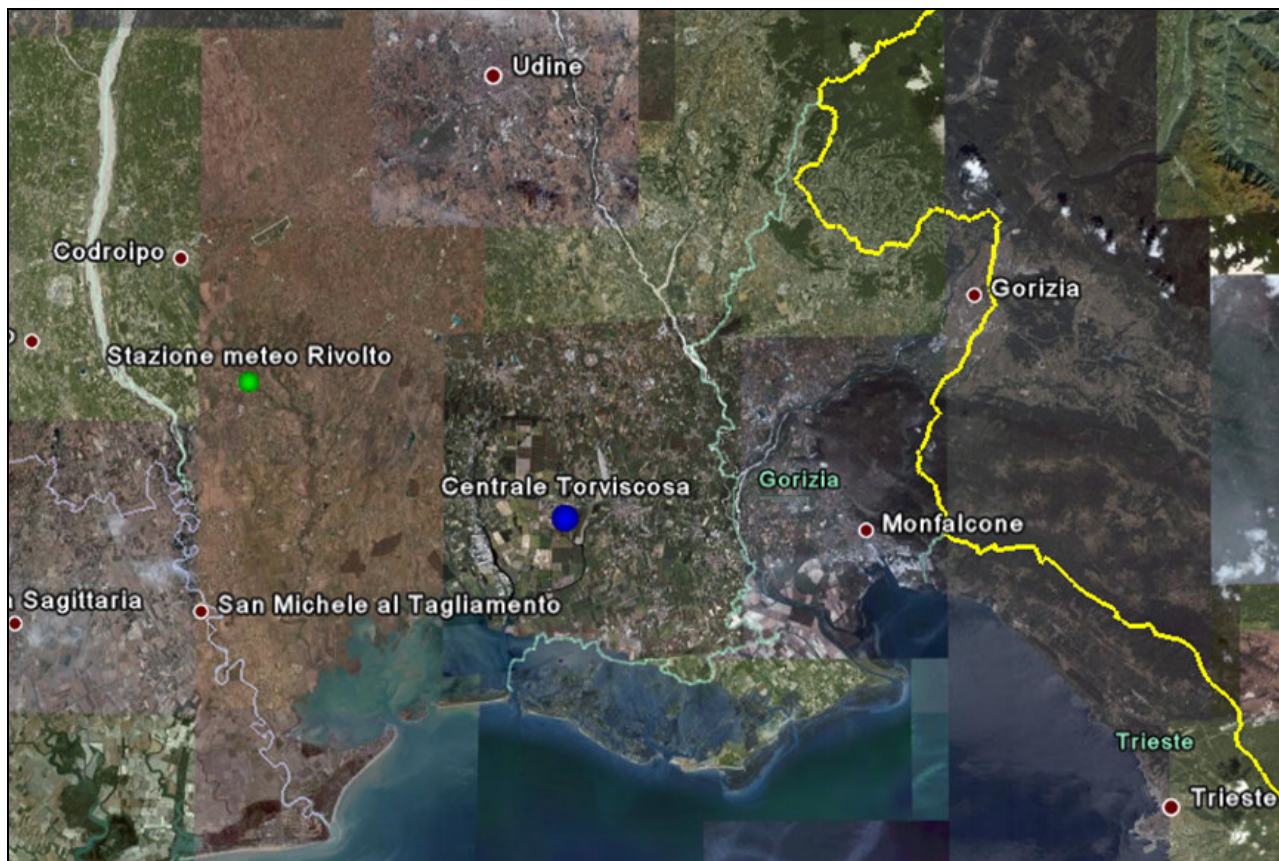 Udine
Codroipo
Gorizia
Stazione meteo Rivolto
Centrale Torviscosa
Gorizia
Monfalcone
Sagittaria
San Michele al Tagliamento
Trieste
Trieste